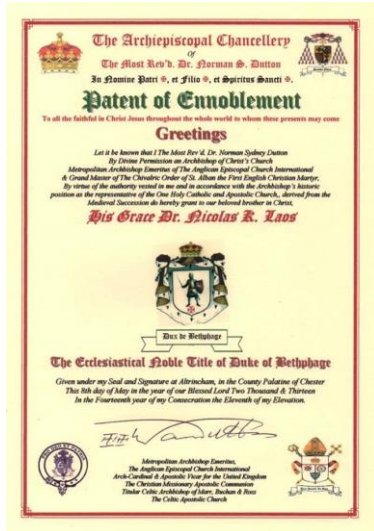 The Archiepiscopal Chancellery
Of
The Most Rev'd. Dr. Norman S. Dutton
In Nomine Patri ✠, et Filio ✠, et Spiritus Sancti ✠.
Patent of Ennoblement
To all the faithful in Christ Jesus throughout the whole world to whom these presents may come
Greetings
Let it be known that I The Most Rev'd. Dr. Norman Sydney Dutton
By Divine Permission an Archbishop of Christ's Church
Metropolitan Archbishop Emeritus of The Anglican Episcopal Church International
& Grand Master of The Chivalric Order of St. Alban the First English Christian Martyr,
By virtue of the authority vested in me and in accordance with the Archbishop's historic
position as the representative of the One Holy Catholic and Apostolic Church,, derived from the
Medieval Succession do hereby grant to our beloved brother in Christ,
His Grace Dr. Nicolas K. Laos
Dux de Bethphage
The Ecclesiastical Noble Title of Duke of Bethphage
Given under my Seal and Signature at Altrincham, in the County Palatine of Chester
This 8th day of May in the year of our Blessed Lord Two Thousand & Thirteen
In the Fourteenth year of my Consecration the Eleventh of my Elevation.
Metropolitan Archbishop Emeritus,
The Anglican Episcopal Church International
Arch-Cardinal & Apostolic Vicar for the United Kingdom
The Christian Missionary Apostolic Communion
Titular Celtic Archbishop of Marr, Buchan & Ross
The Celtic Apostolic Church